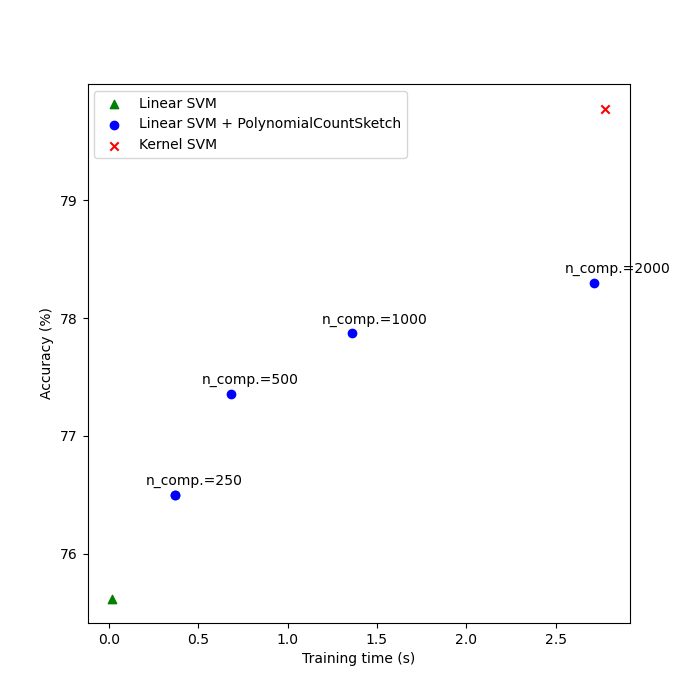 Linear SVM
Linear SVM + PolynomialCountSketch
Kernel SVM
79
78
77
76
Accuracy (%)
n_comp.=2000
n_comp.=1000
n_comp.=500
n_comp.=250
0.0 0.5 1.0 1.5 2.0 2.5
Training time (s)